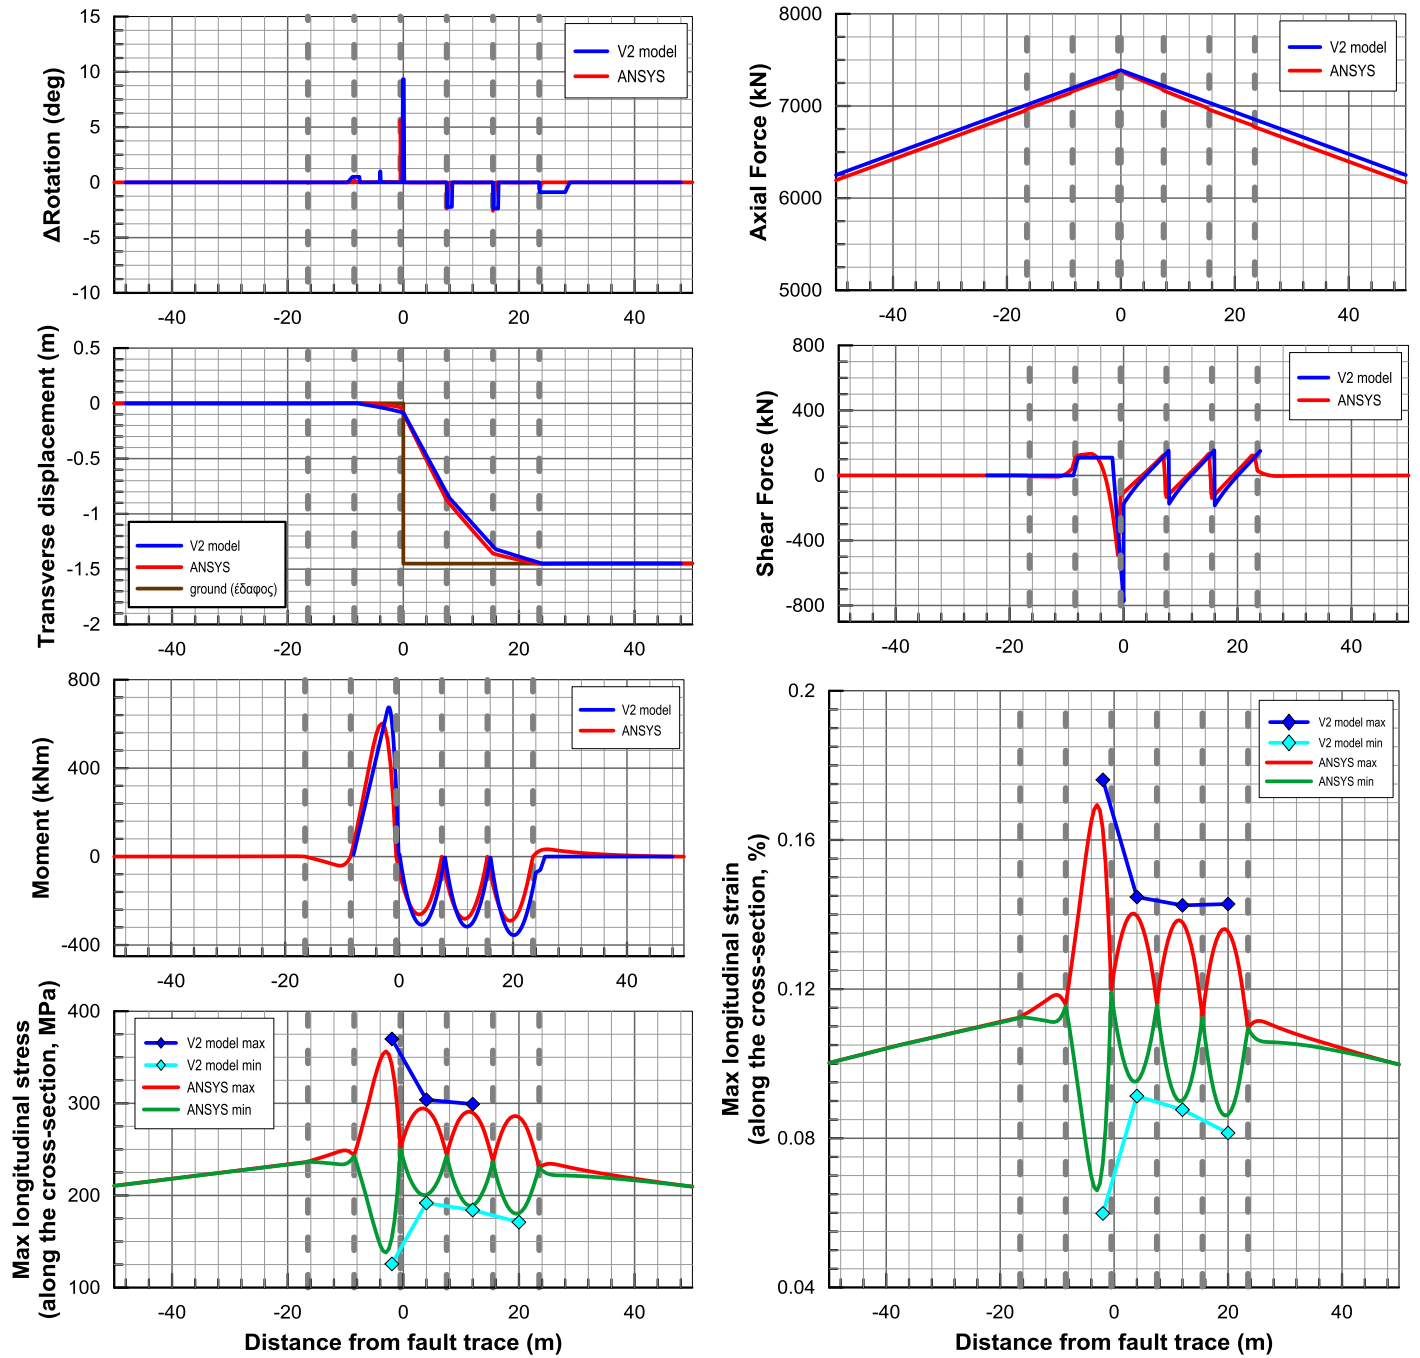 ΔRotation (deg)
15
10
5
0
-5
-10
V2 model
ANSYS
-40
-20
0
20
40
Axial Force (kN)
8000
7000
6000
5000
V2 model
ANSYS
-40
-20
0
20
40
Transverse displacement (m)
0.5
0
-0.5
-1
-1.5
-2
V2 model
ANSYS
ground (έδαφος)
-40
-20
0
20
40
Shear Force (kN)
800
400
0
-400
-800
V2 model
ANSYS
-40
-20
0
20
40
Moment (kNm)
800
400
0
-400
V2 model
ANSYS
-40
-20
0
20
40
Max longitudinal stress
(along the cross-section, MPa)
400
300
200
100
V2 model max
V2 model min
ANSYS max
ANSYS min
-40
-20
0
20
40
Distance from fault trace (m)
Max longitudinal strain
(along the cross-section, %)
0.2
0.16
0.12
0.08
0.04
V2 model max
V2 model min
ANSYS max
ANSYS min
-40
-20
0
20
40
Distance from fault trace (m)